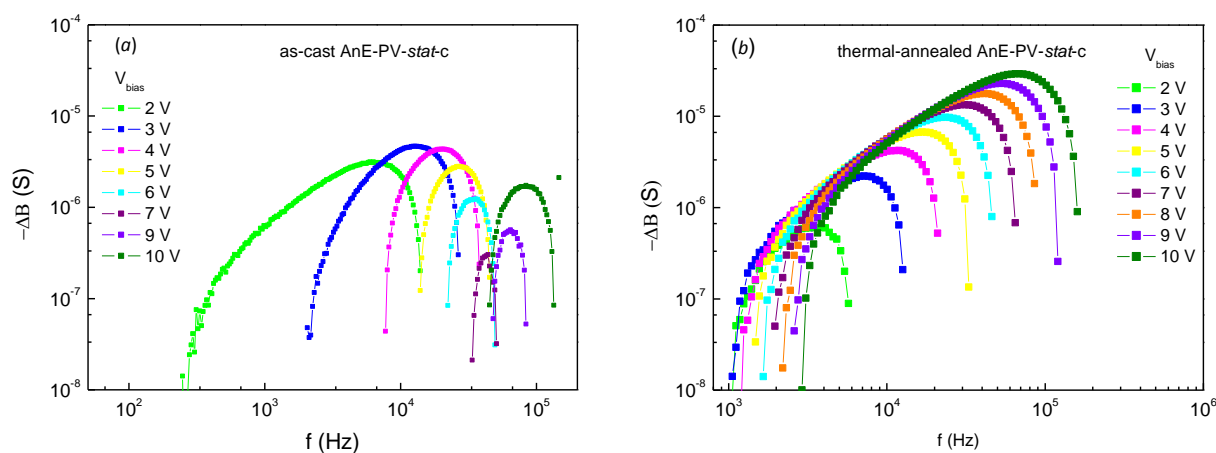 (a)
as-cast AnE-PV-stat-c
V_bias
2 V
3 V
4 V
5 V
6 V
7 V
9 V
10 V
10^-4
10^-5
10^-6
10^-7
10^-8
−ΔB (S)
10^2
10^3
10^4
10^5
f (Hz)
(b)
thermal-annealed AnE-PV-stat-c
V_bias
2 V
3 V
4 V
5 V
6 V
7 V
8 V
9 V
10 V
10^-4
10^-5
10^-6
10^-7
10^-8
−ΔB (S)
10^3
10^4
10^5
10^6
f (Hz)